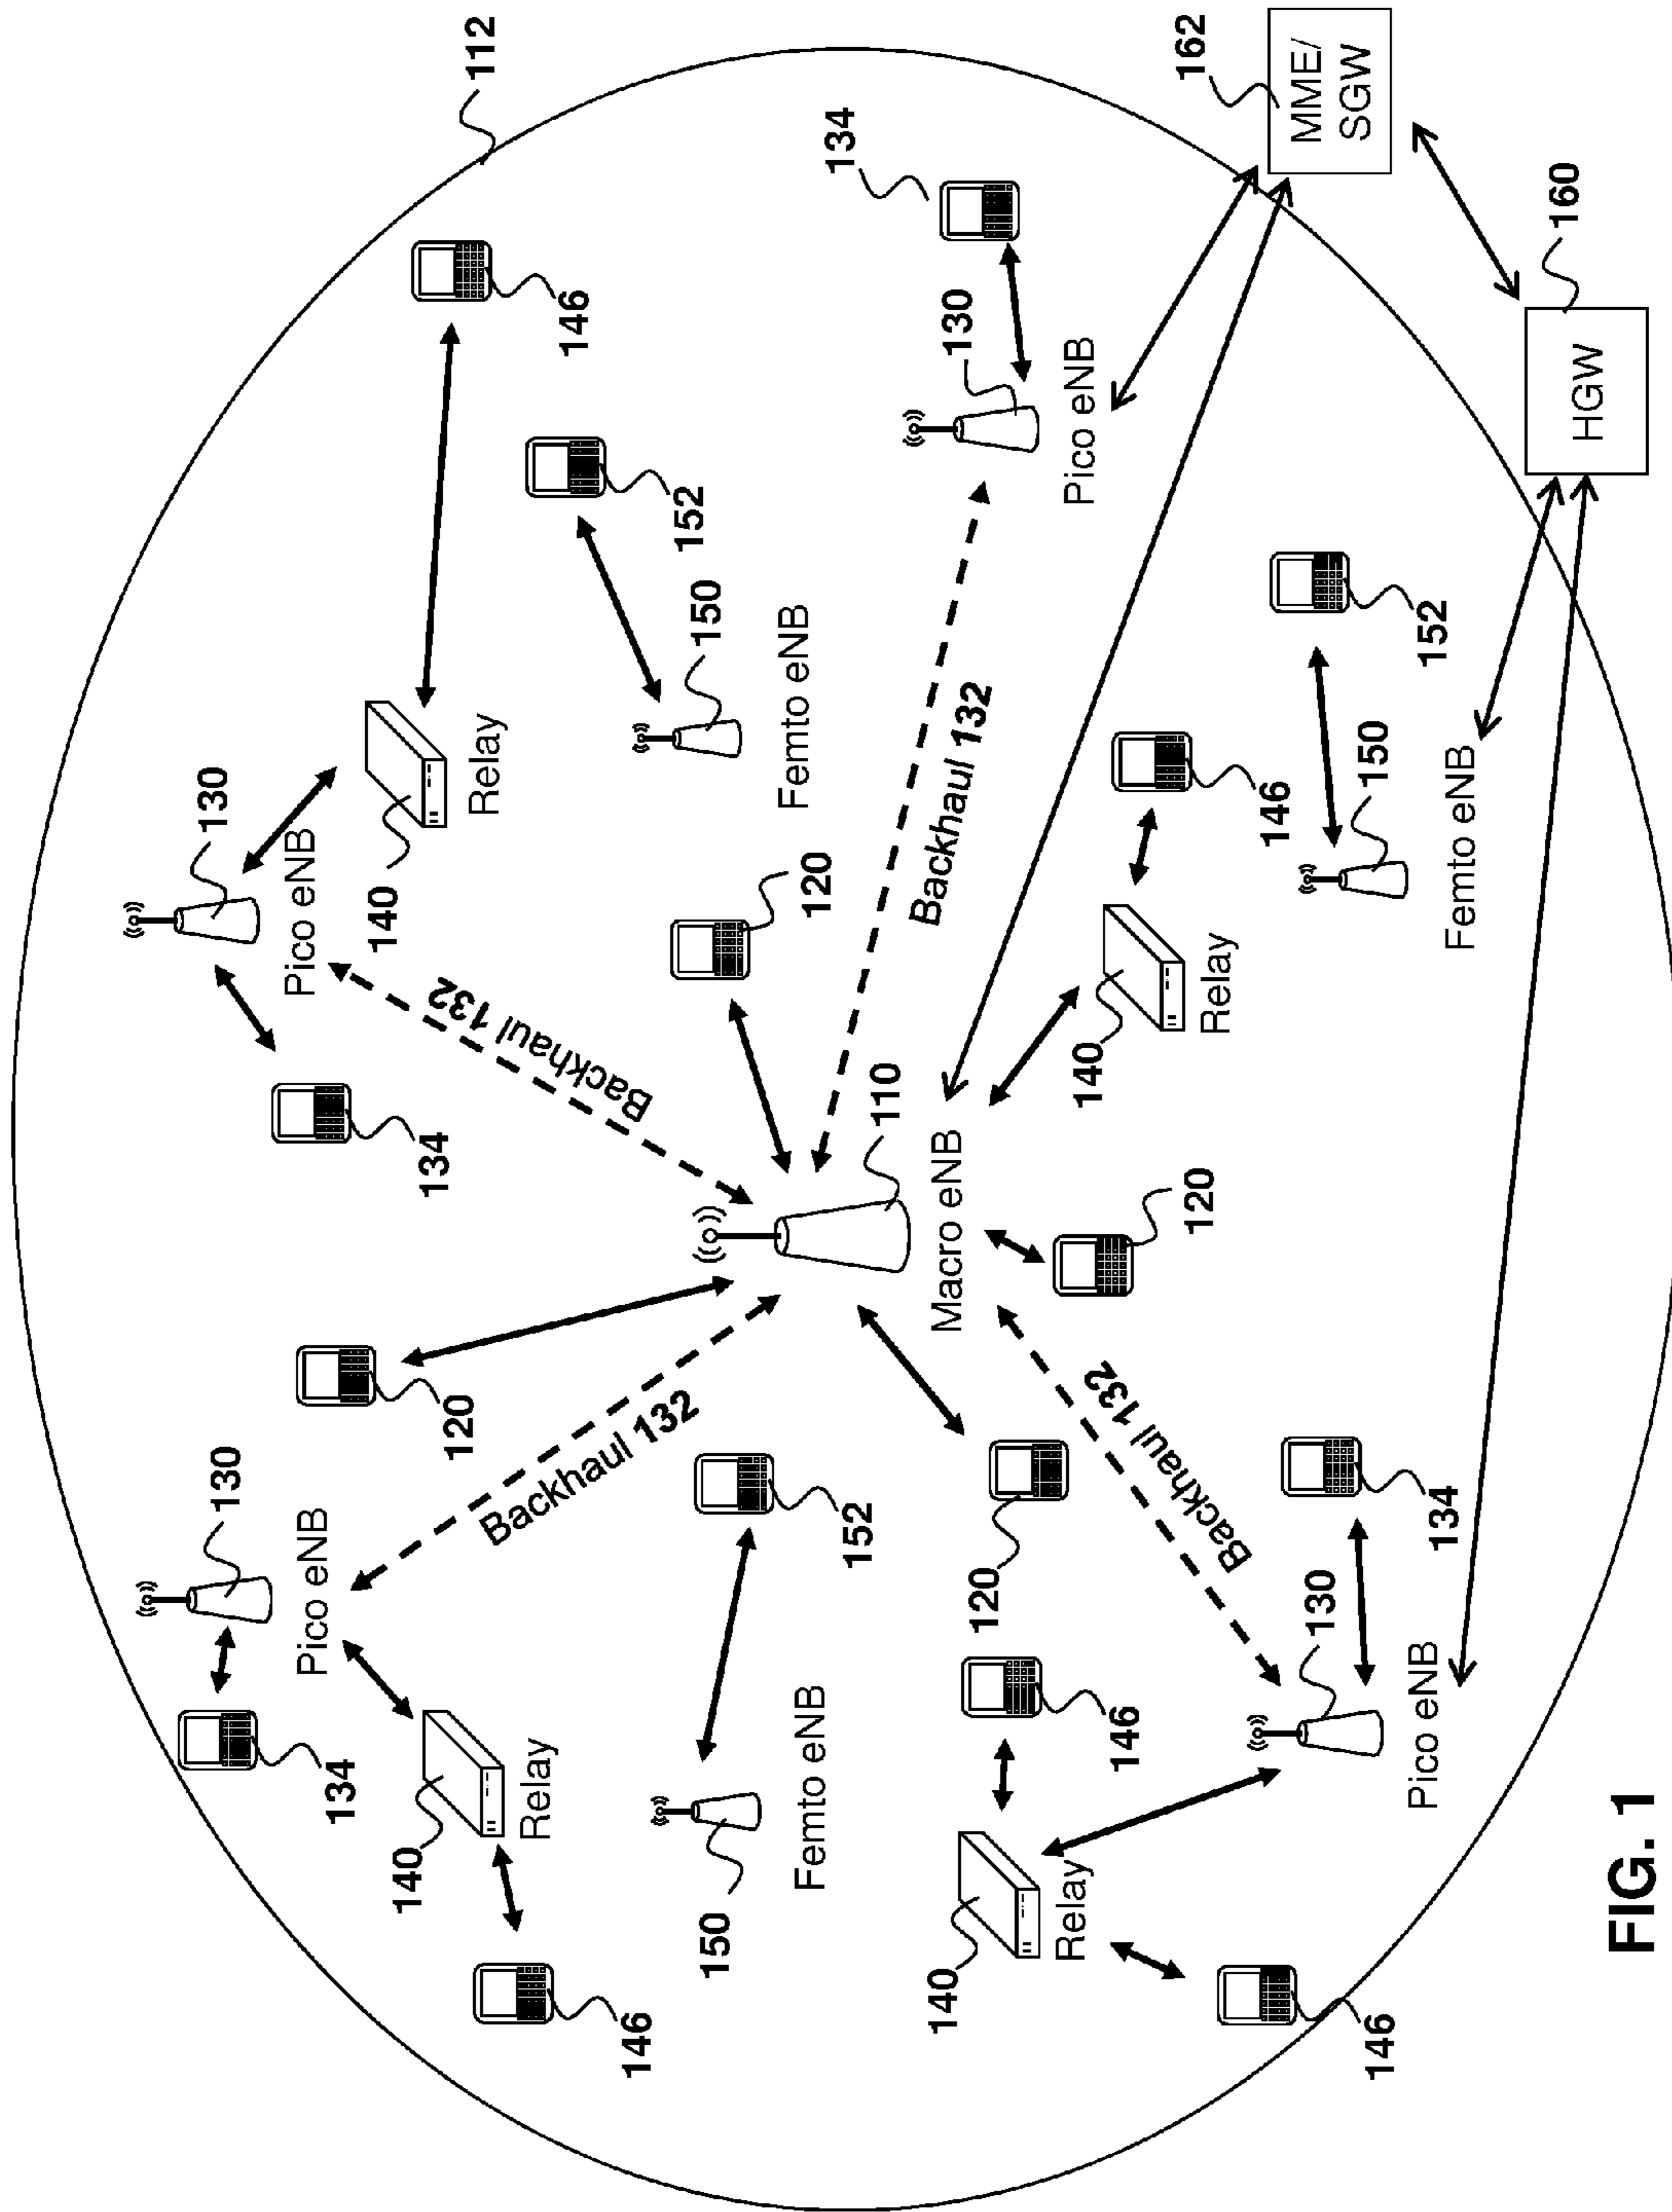 112
130
130
120
Pico eNB
Pico eNB
134
140
140
134
Relay
Relay
Backhaul 132
Backhaul 132
146
146
152
150
150
Femto eNB
Femto eNB
120
152
110
134
130
Macro eNB
Backhaul 132
140
120
Relay
Pico eNB
140
146
Backhaul 132
120
162
Relay
146
MME/
SGW
130
150
146
Pico eNB
134
152
Femto eNB
160
HGW
FIG. 1